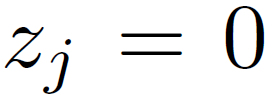 z_j = 0